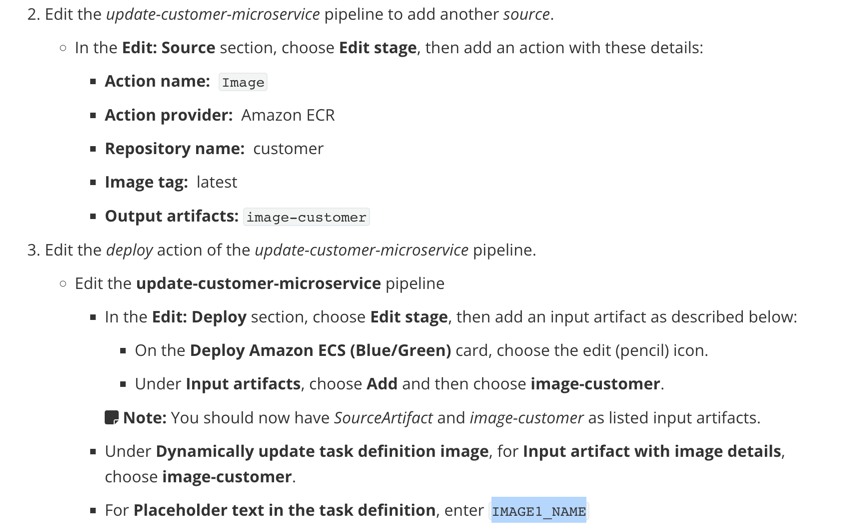 2. Edit the update-customer-microservice pipeline to add another source.
In the Edit: Source section, choose Edit stage, then add an action with these details:
Action name: Image
Action provider: Amazon ECR
Repository name: customer
Image tag: latest
Output artifacts: image-customer
3. Edit the deploy action of the update-customer-microservice pipeline.
Edit the update-customer-microservice pipeline
In the Edit: Deploy section, choose Edit stage, then add an input artifact as described below:
On the Deploy Amazon ECS (Blue/Green) card, choose the edit (pencil) icon.
Under Input artifacts, choose Add and then choose image-customer.
Note: You should now have SourceArtifact and image-customer as listed input artifacts.
Under Dynamically update task definition image, for Input artifact with image details,
choose image-customer.
For Placeholder text in the task definition, enter IMAGE1_NAME